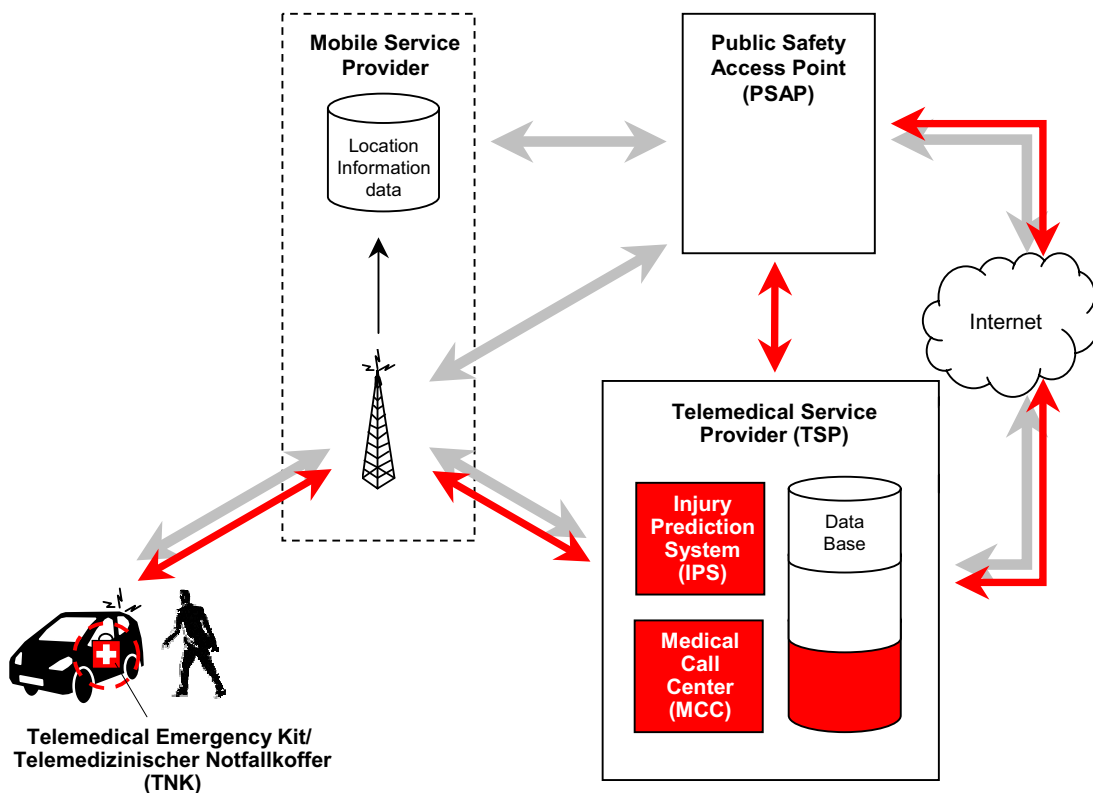 Mobile Service
Provider
Location
Information
data
Public Safety
Access Point
(PSAP)
Internet
Telemedical Service
Provider (TSP)
Injury
Prediction
System
(IPS)
Data
Base
Medical
Call
Center
(MCC)
Telemedical Emergency Kit/
Telemedizinischer Notfallkoffer
(TNK)